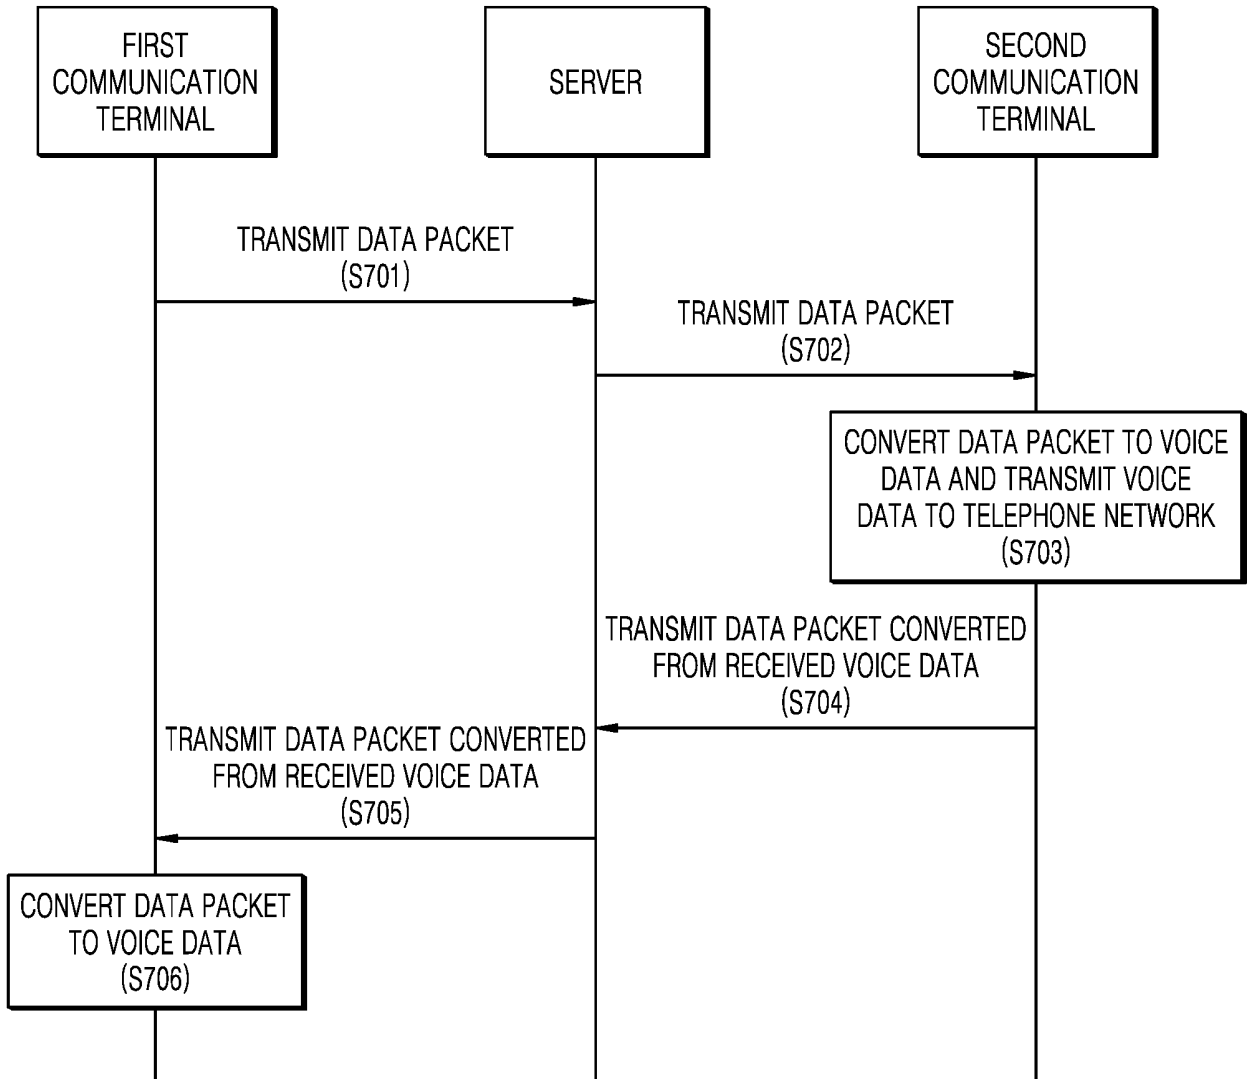 FIRST
COMMUNICATION
TERMINAL
SERVER
SECOND
COMMUNICATION
TERMINAL
TRANSMIT DATA PACKET
(S701)
TRANSMIT DATA PACKET
(S702)
CONVERT DATA PACKET TO VOICE
DATA AND TRANSMIT VOICE
DATA TO TELEPHONE NETWORK
(S703)
TRANSMIT DATA PACKET CONVERTED
FROM RECEIVED VOICE DATA
(S704)
TRANSMIT DATA PACKET CONVERTED
FROM RECEIVED VOICE DATA
(S705)
CONVERT DATA PACKET
TO VOICE DATA
(S706)